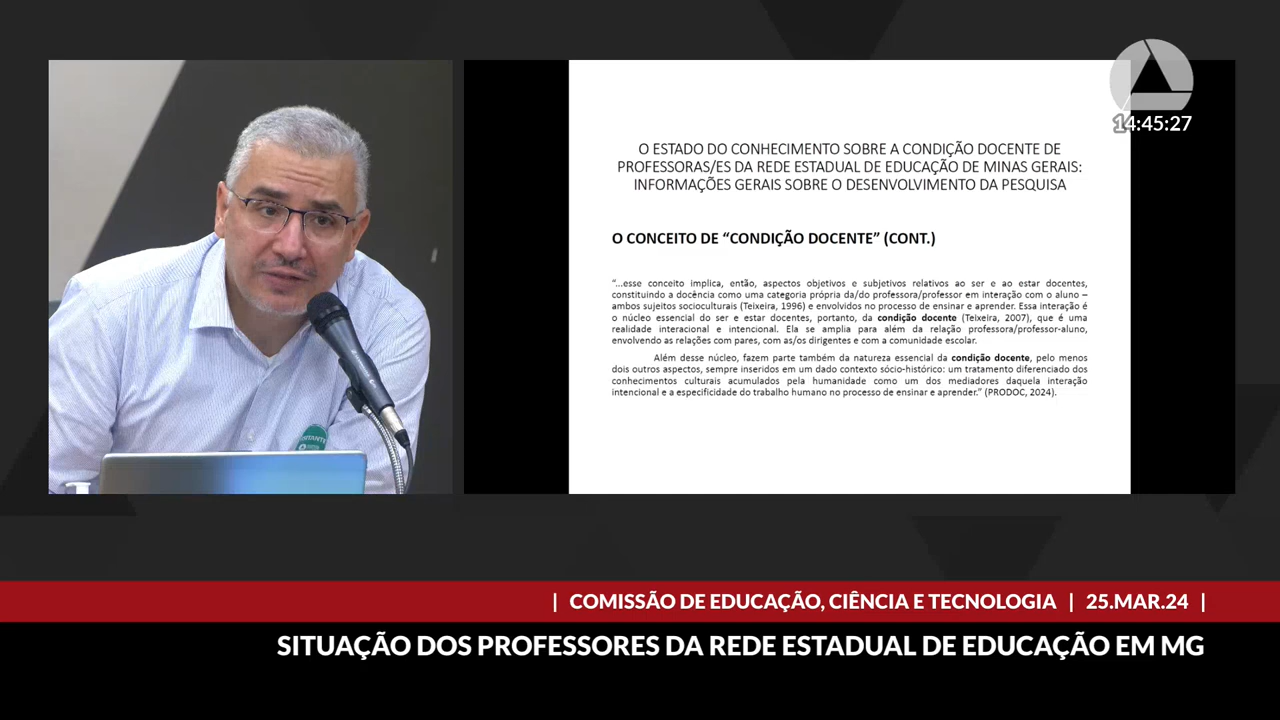 14:45:27
O ESTADO DO CONHECIMENTO SOBRE A CONDIÇÃO DOCENTE DE
PROFESSORAS/ES DA REDE ESTADUAL DE EDUCAÇÃO DE MINAS GERAIS:
INFORMAÇÕES GERAIS SOBRE O DESENVOLVIMENTO DA PESQUISA
O CONCEITO DE “CONDIÇÃO DOCENTE” (CONT.)
“...esse conceito implica, então, aspectos objetivos e subjetivos relativos ao ser e ao estar docentes,
constituindo a docência como uma categoria própria da/do professora/professor em interação com o aluno –
ambos sujeitos socioculturais (Teixeira, 1996) e envolvidos no processo de ensinar e aprender. Essa interação é
o núcleo essencial do ser e estar docentes, portanto, da condição docente (Teixeira, 2007), que é uma
realidade interacional e intencional. Ela se amplia para além da relação professora/professor-aluno,
envolvendo as relações com pares, com as/os dirigentes e com a comunidade escolar.
Além desse núcleo, fazem parte também da natureza essencial da condição docente, pelo menos
dois outros aspectos, sempre inseridos em um dado contexto sócio-histórico: um tratamento diferenciado dos
conhecimentos culturais acumulados pela humanidade como um dos mediadores daquela interação
intencional e a especificidade do trabalho humano no processo de ensinar e aprender.” (PRODOC, 2024).
| COMISSÃO DE EDUCAÇÃO, CIÊNCIA E TECNOLOGIA | 25.MAR.24 |
SITUAÇÃO DOS PROFESSORES DA REDE ESTADUAL DE EDUCAÇÃO EM MG